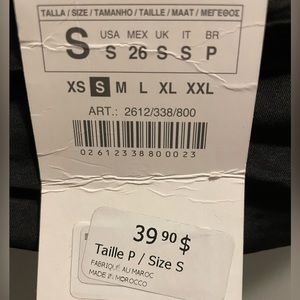 TALLA / SIZE / TAMANHO / TAILLE / MAAT / ΜΕΓΕΘΟΣ
S USA MEX UK IT BR
S 26 S S P
XS S M L XL XXL
ART.: 2612/338/800
02612338800023
39 90 $
Taille P / Size S
FABRIQUÉ AU MAROC
MADE IN MOROCCO